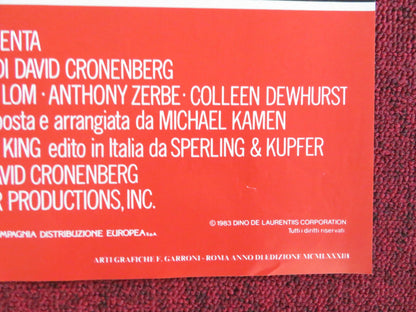 ENTA
DI DAVID CRONENBERG
LOM · ANTHONY ZERBE · COLLEEN DEWHURST
posta e arrangiata da MICHAEL KAMEN
KING edito in Italia da SPERLING & KUPFER
AVID CRONENBERG
R PRODUCTIONS, INC.
© 1983 DINO DE LAURENTIIS CORPORATION
Tutti i diritti riservati
MPAGNIA DISTRIBUZIONE EUROPEA S.p.A.
ARTI GRAFICHE F. GARRONI - ROMA ANNO DI EDIZIONE MCMLXXXIII